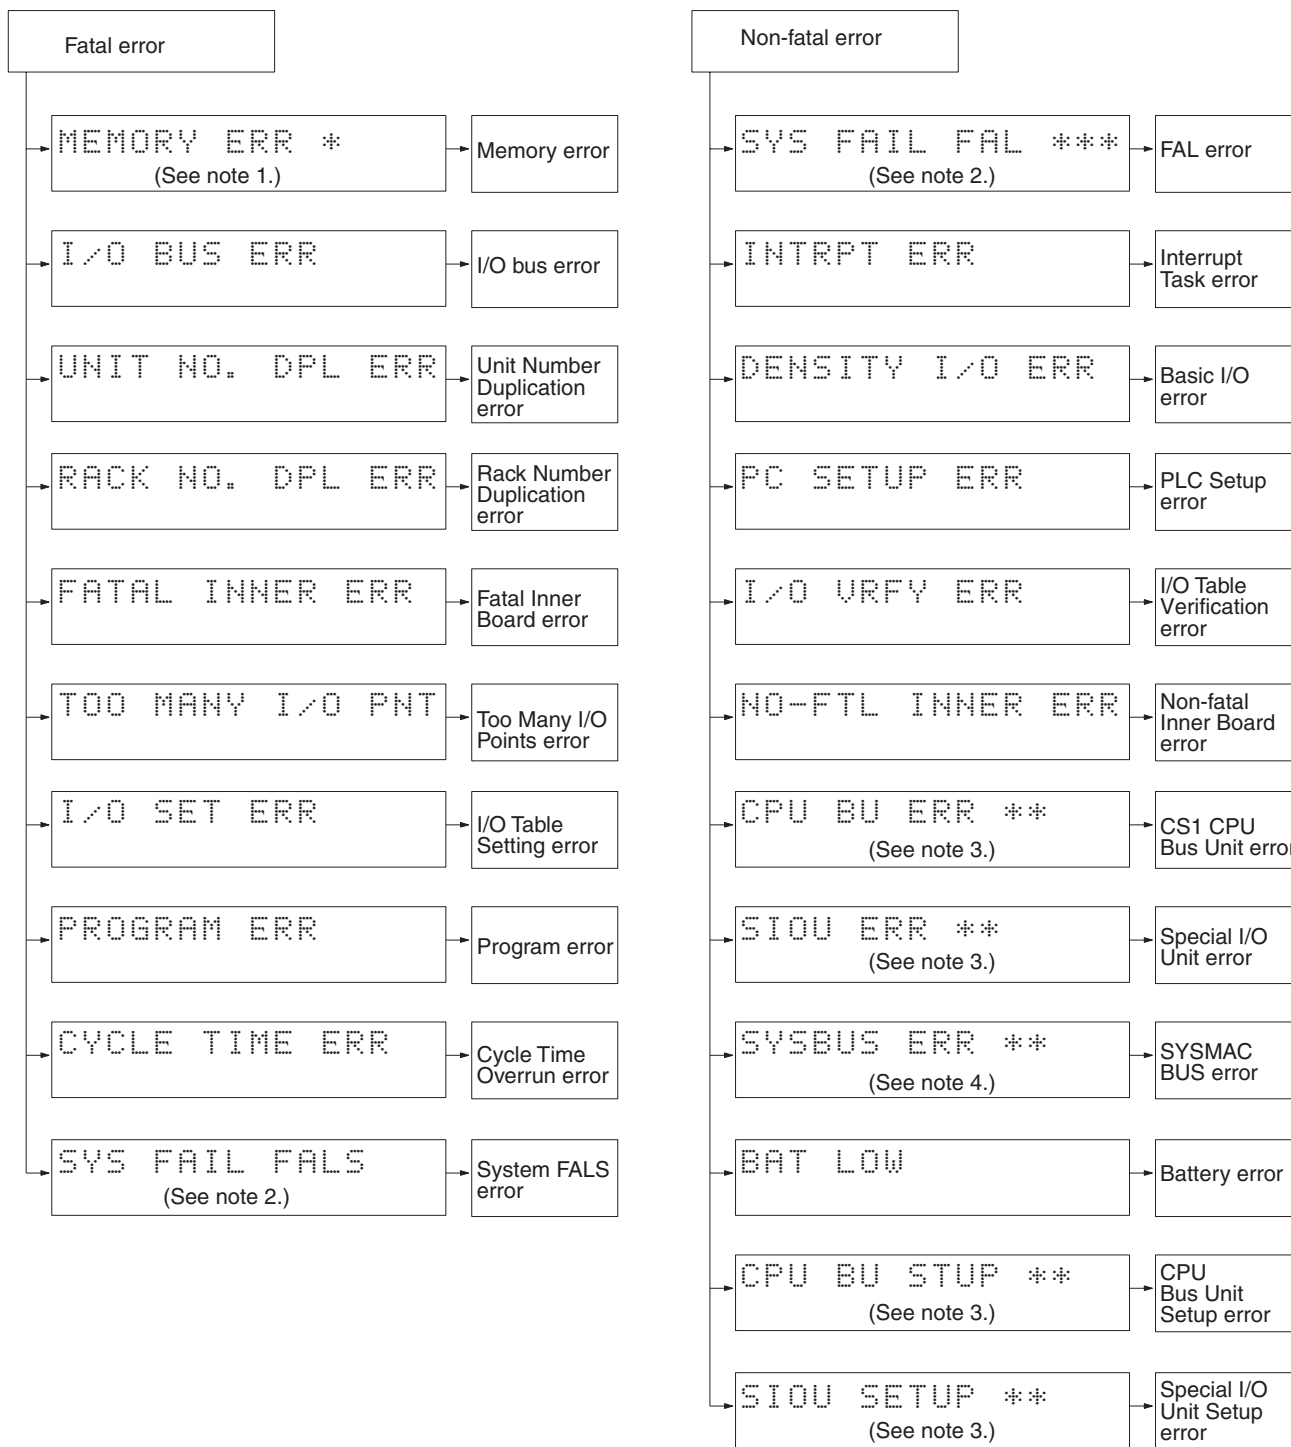 Fatal error
MEMORY ERR *
(See note 1.)
Memory error
I/O BUS ERR
I/O bus error
UNIT NO. DPL ERR
Unit Number
Duplication
error
RACK NO. DPL ERR
Rack Number
Duplication
error
FATAL INNER ERR
Fatal Inner
Board error
TOO MANY I/O PNT
Too Many I/O
Points error
I/O SET ERR
I/O Table
Setting error
PROGRAM ERR
Program error
CYCLE TIME ERR
Cycle Time
Overrun error
SYS FAIL FALS
(See note 2.)
System FALS
error
Non-fatal error
SYS FAIL FAL ***
(See note 2.)
FAL error
INTRPT ERR
Interrupt
Task error
DENSITY I/O ERR
Basic I/O
error
PC SETUP ERR
PLC Setup
error
I/O VRFY ERR
I/O Table
Verification
error
NO-FTL INNER ERR
Non-fatal
Inner Board
error
CPU BU ERR **
(See note 3.)
CS1 CPU
Bus Unit error
SIOU ERR **
(See note 3.)
Special I/O
Unit error
SYSBUS ERR **
(See note 4.)
SYSMAC
BUS error
BAT LOW
Battery error
CPU BU STUP **
(See note 3.)
CPU
Bus Unit
Setup error
SIOU SETUP **
(See note 3.)
Special I/O
Unit Setup
error